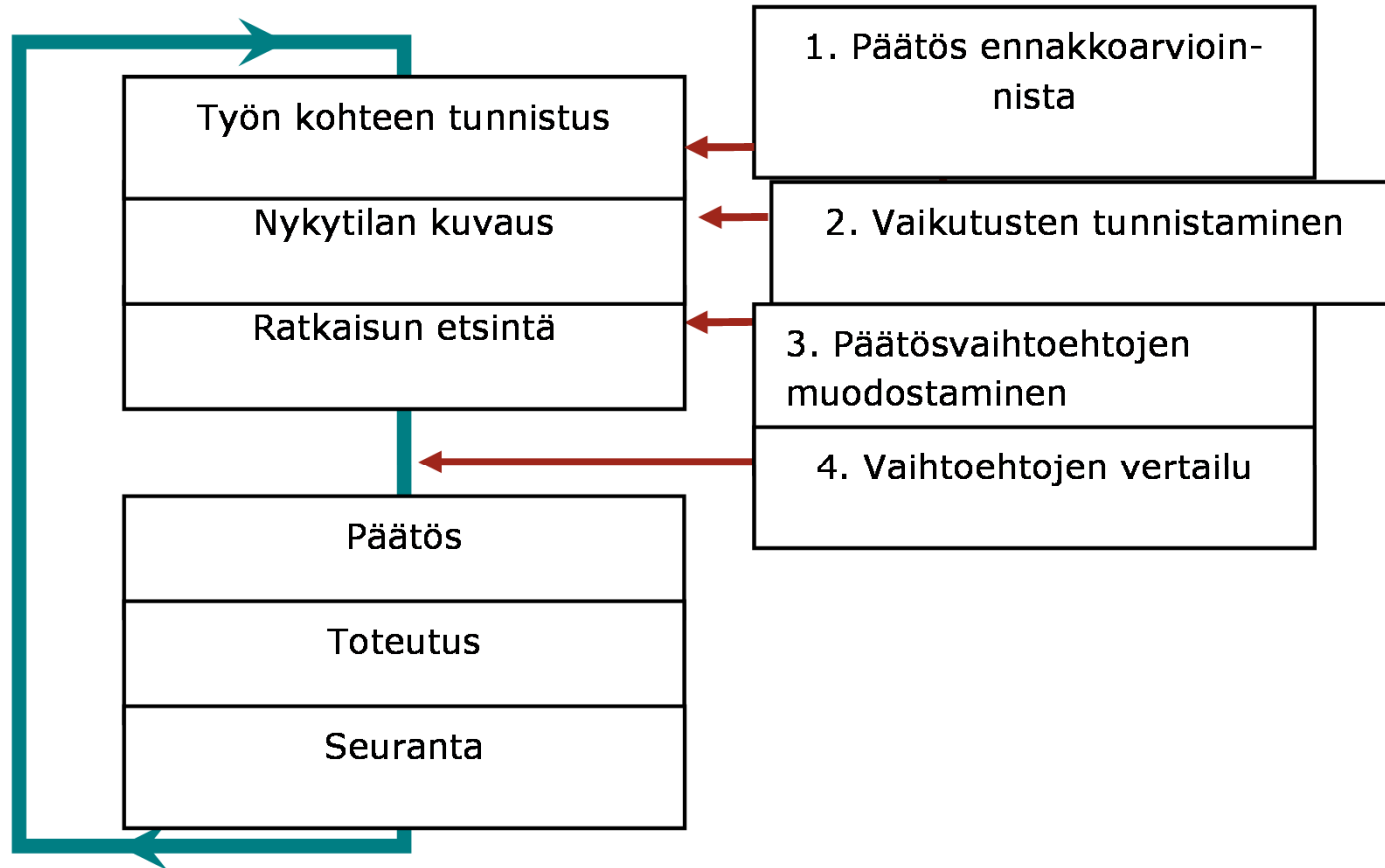 Työn kohteen tunnistus
Nykytilan kuvaus
Ratkaisun etsintä
Päätös
Toteutus
Seuranta
1. Päätös ennakkoarvioin-
nista
2. Vaikutusten tunnistaminen
3. Päätösvaihtoehtojen
muodostaminen
4. Vaihtoehtojen vertailu